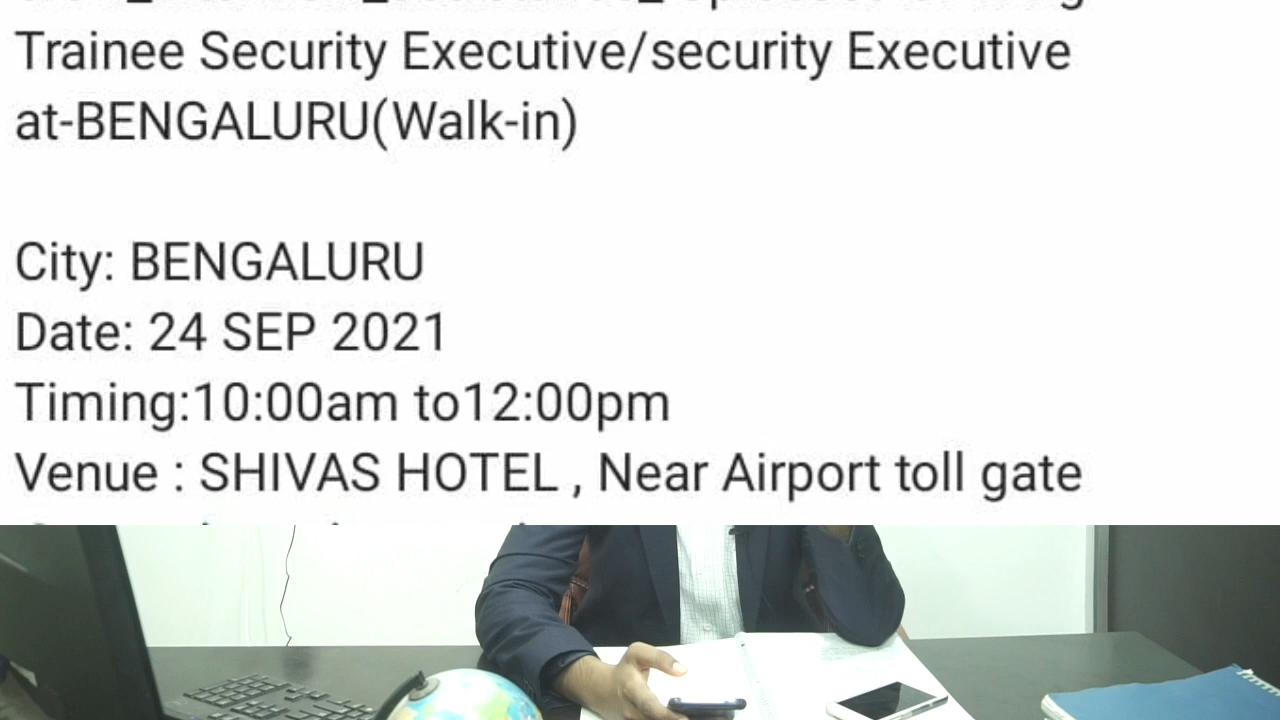 Trainee Security Executive/security Executive
at-BENGALURU(Walk-in)
City: BENGALURU
Date: 24 SEP 2021
Timing:10:00am to12:00pm
Venue : SHIVAS HOTEL , Near Airport toll gate